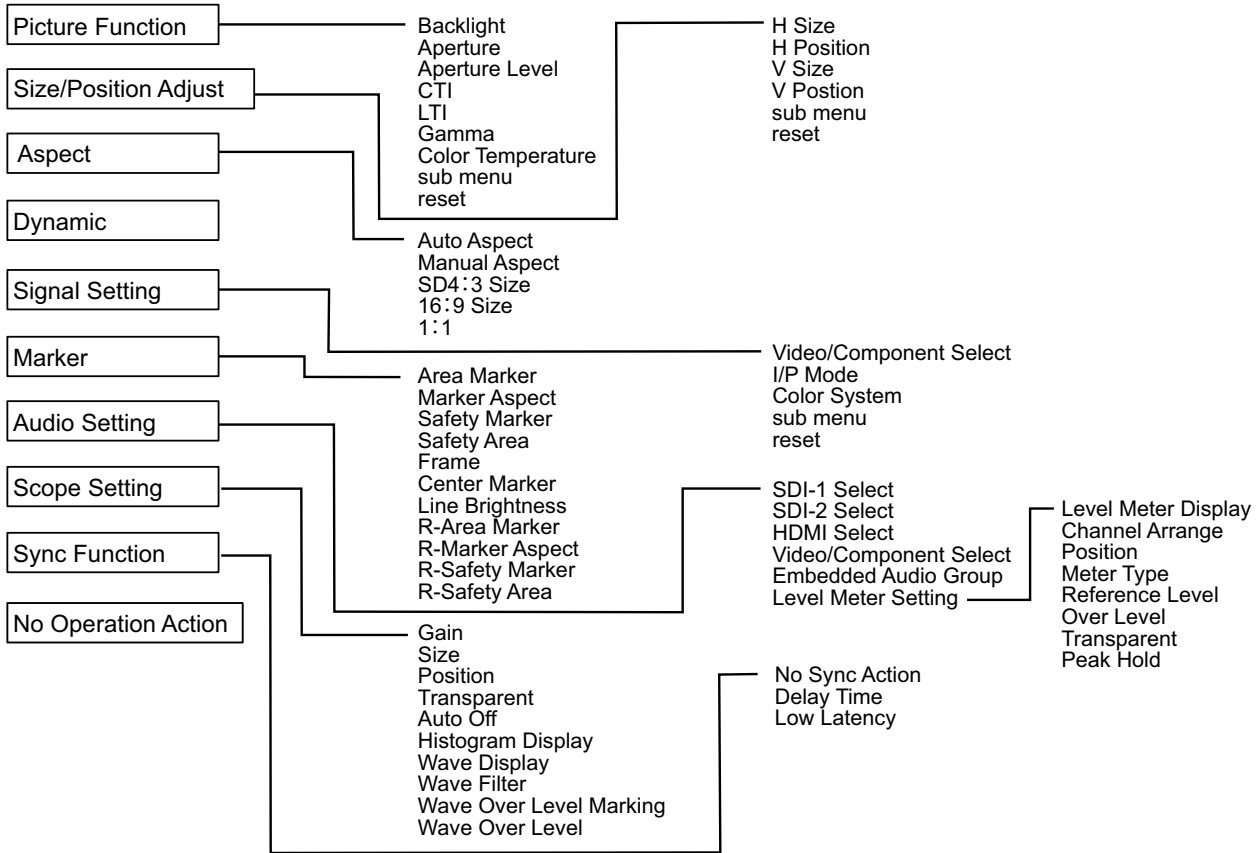 Picture Function
Size/Position Adjust
Aspect
Dynamic
Signal Setting
Marker
Audio Setting
Scope Setting
Sync Function
No Operation Action
Backlight
Aperture
Aperture Level
CTI
LTI
Gamma
Color Temperature
sub menu
reset
H Size
H Position
V Size
V Postion
sub menu
reset
Auto Aspect
Manual Aspect
SD4:3 Size
16:9 Size
1:1
Video/Component Select
I/P Mode
Color System
sub menu
reset
Area Marker
Marker Aspect
Safety Marker
Safety Area
Frame
Center Marker
Line Brightness
R-Area Marker
R-Marker Aspect
R-Safety Marker
R-Safety Area
SDI-1 Select
SDI-2 Select
HDMI Select
Video/Component Select
Embedded Audio Group
Level Meter Setting
Level Meter Display
Channel Arrange
Position
Meter Type
Reference Level
Over Level
Transparent
Peak Hold
Gain
Size
Position
Transparent
Auto Off
Histogram Display
Wave Display
Wave Filter
Wave Over Level Marking
Wave Over Level
No Sync Action
Delay Time
Low Latency